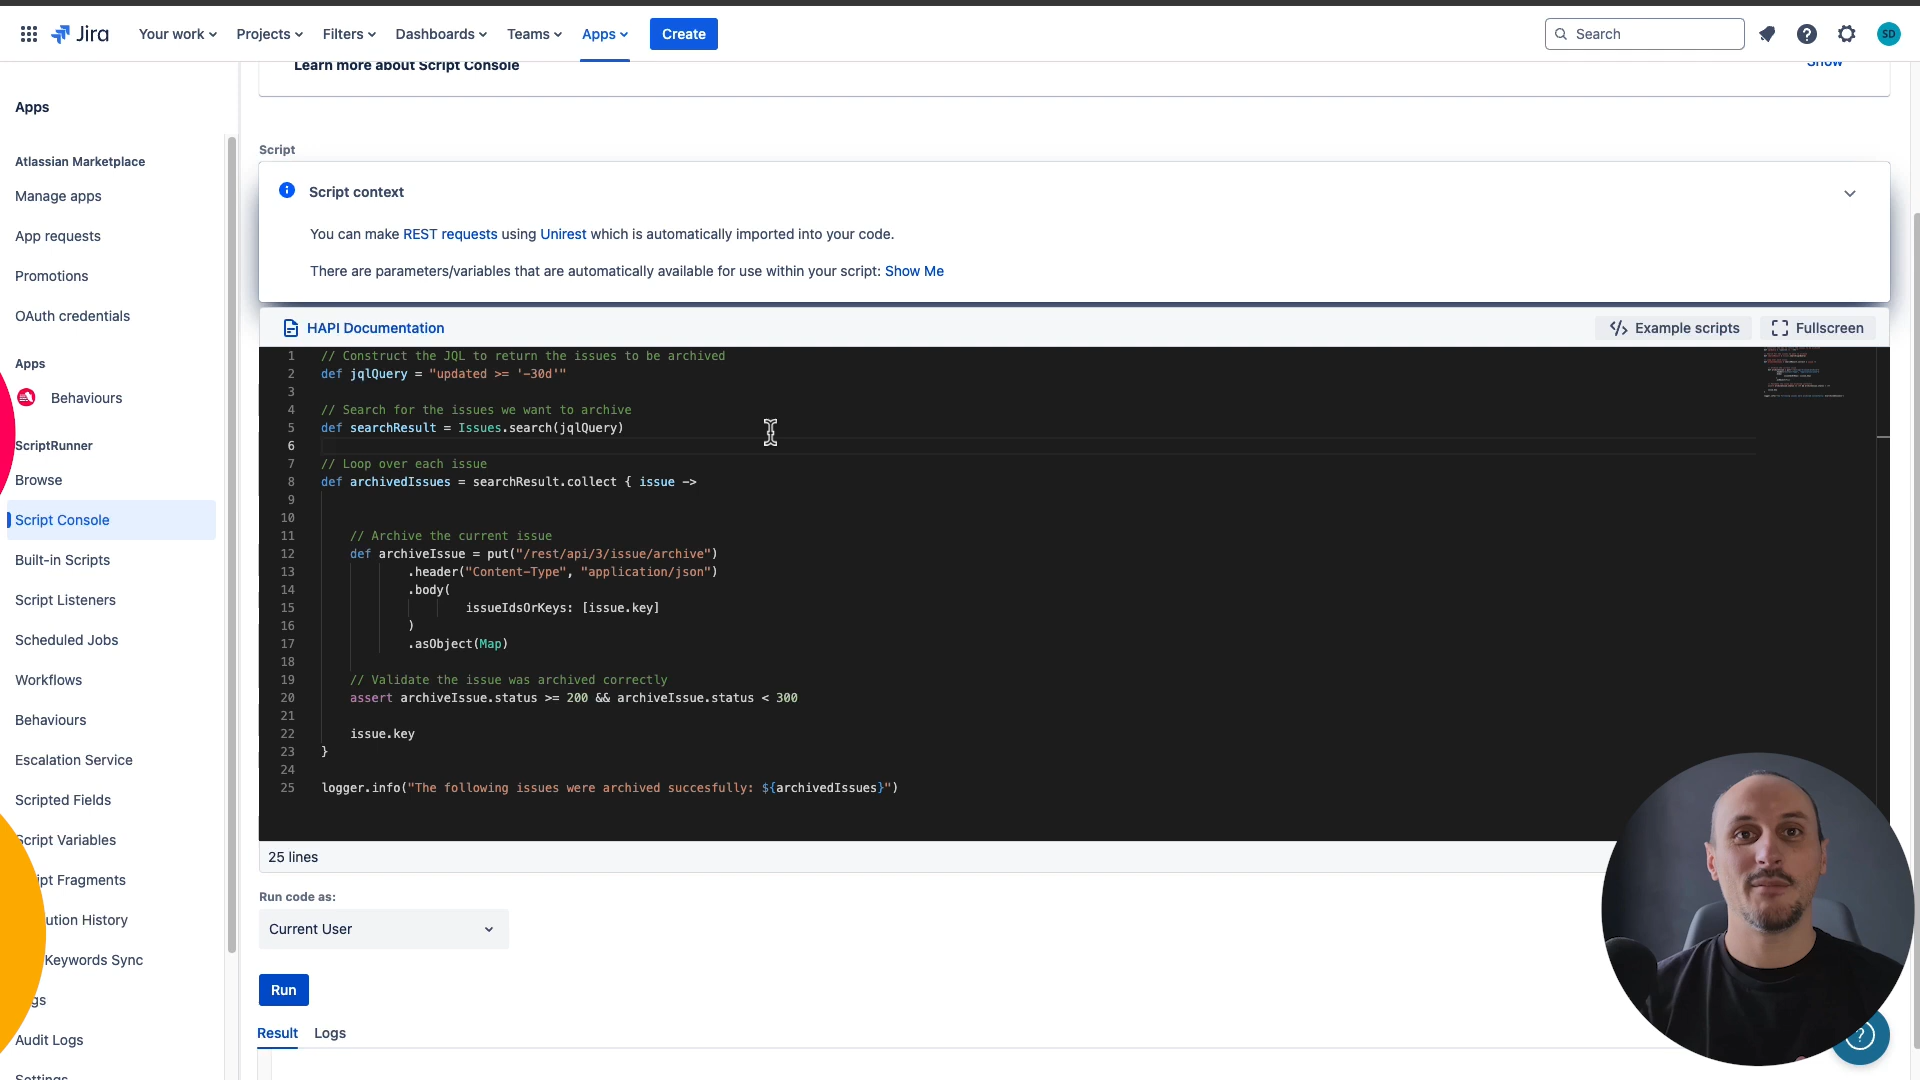 Jira
Your work
Projects
Filters
Dashboards
Teams
Apps
Create
Search
SD
Learn more about Script Console
Show
Apps
Atlassian Marketplace
Manage apps
App requests
Promotions
OAuth credentials
Apps
Behaviours
ScriptRunner
Browse
Script Console
Built-in Scripts
Script Listeners
Scheduled Jobs
Workflows
Behaviours
Escalation Service
Scripted Fields
Script Variables
ipt Fragments
ution History
Keywords Sync
gs
Audit Logs
Settings
Script
Script context
You can make REST requests using Unirest which is automatically imported into your code.
There are parameters/variables that are automatically available for use within your script: Show Me
HAPI Documentation
Example scripts
Fullscreen
1 // Construct the JQL to return the issues to be archived
2 def jqlQuery = "updated >= '-30d'"
3
4 // Search for the issues we want to archive
5 def searchResult = Issues.search(jqlQuery)
6
7 // Loop over each issue
8 def archivedIssues = searchResult.collect { issue ->
9
10
11 // Archive the current issue
12 def archiveIssue = put("/rest/api/3/issue/archive")
13 .header("Content-Type", "application/json")
14 .body(
15 issueIdsOrKeys: [issue.key]
16 )
17 .asObject(Map)
18
19 // Validate the issue was archived correctly
20 assert archiveIssue.status >= 200 && archiveIssue.status < 300
21
22 issue.key
23 }
24
25 logger.info("The following issues were archived succesfully: ${archivedIssues}")
25 lines
Run code as:
Current User
Run
Result
Logs